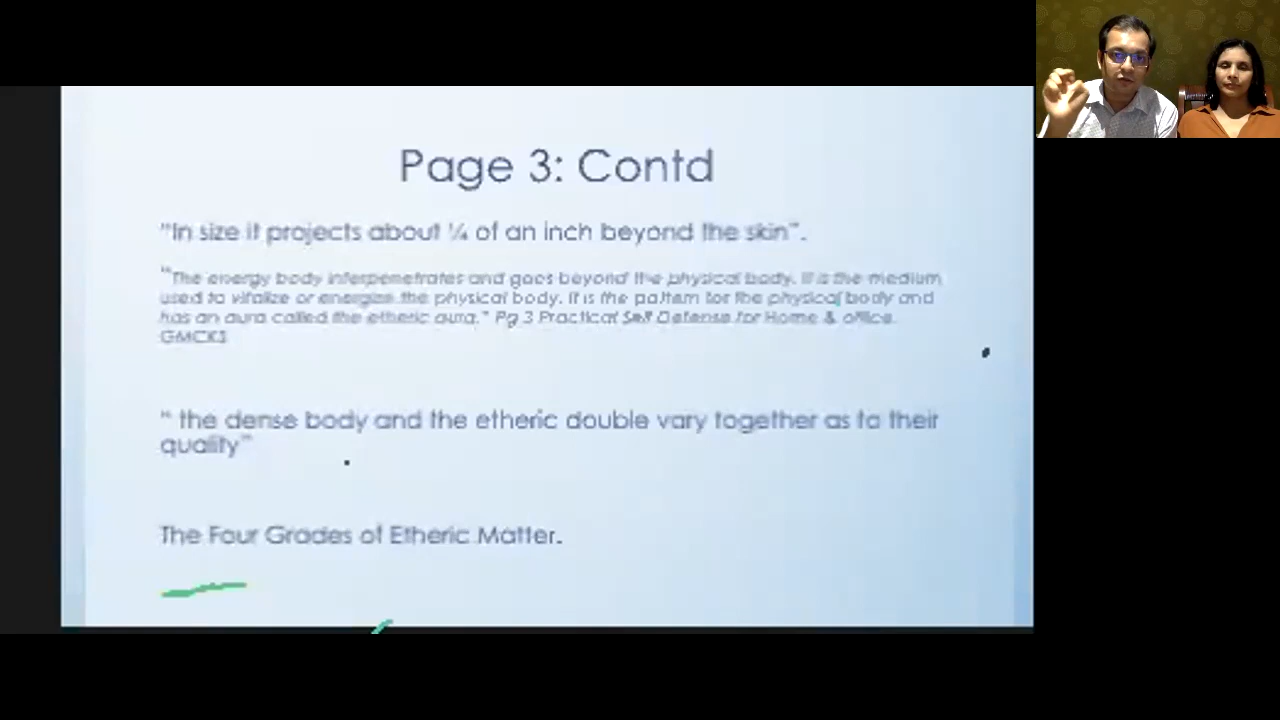 Page 3: Contd
"In size it projects about ¼ of an inch beyond the skin".
"The energy body interpenetrates and goes beyond the physical body. It is the medium
used to vitalize or energize the physical body. It is the pattern for the physical body and
has an aura called the etheric aura." Pg 3 Practical Self Defense for Home & office.
GMCKS
" the dense body and the etheric double vary together as to their
quality"
The Four Grades of Etheric Matter.